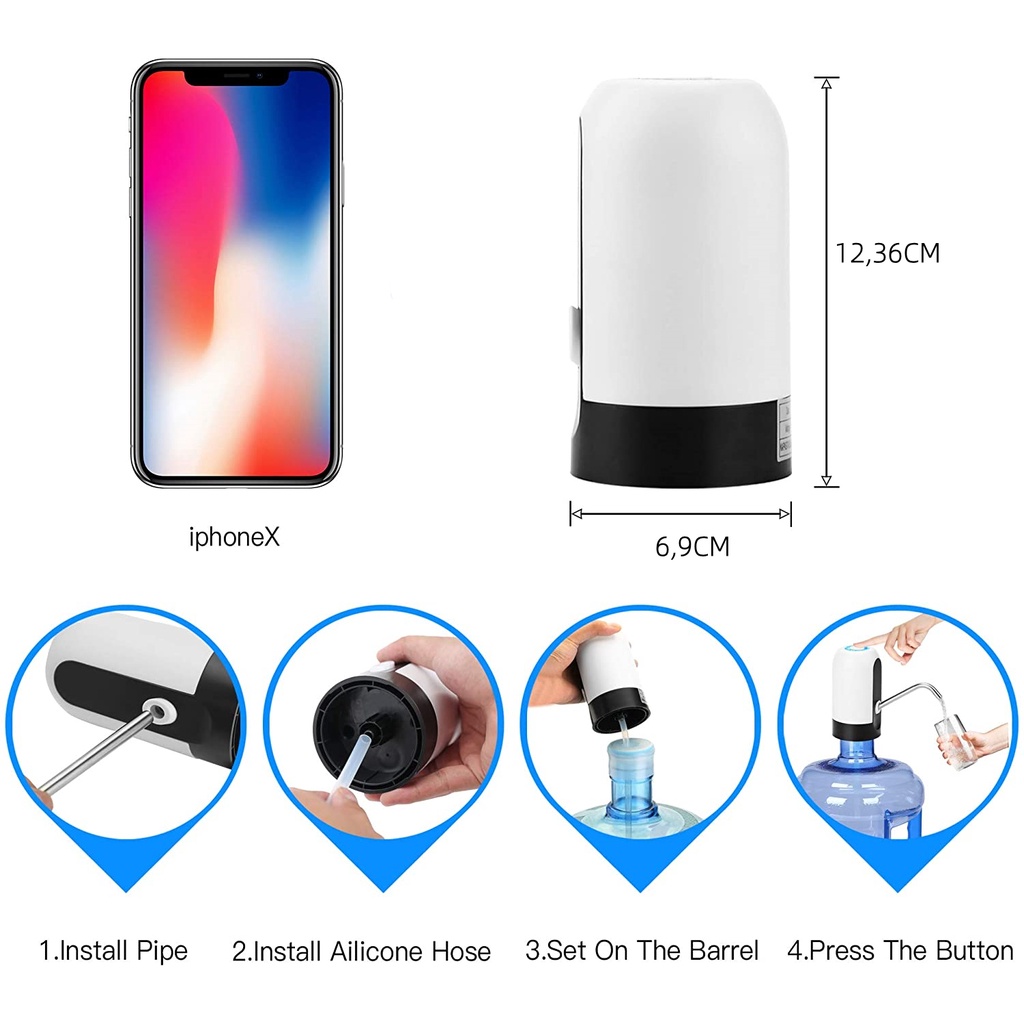 12,36CM
iphoneX
6,9CM
1.Install Pipe
2.Install Ailicone Hose
3.Set On The Barrel
4.Press The Button